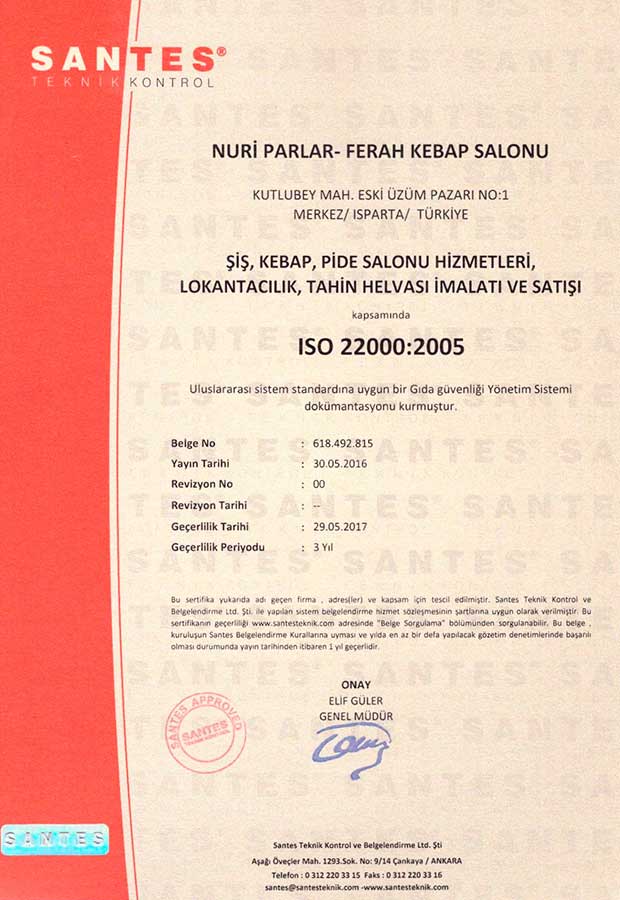 SANTES®
TEKNIK KONTROL
NURİ PARLAR- FERAH KEBAP SALONU
KUTLUBEY MAH. ESKİ ÜZÜM PAZARI NO:1
MERKEZ/ ISPARTA/ TÜRKİYE
ŞİŞ, KEBAP, PİDE SALONU HİZMETLERİ,
LOKANTACILIK, TAHİN HELVASI İMALATI VE SATIŞI
kapsamında
ISO 22000:2005
Uluslararası sistem standardına uygun bir Gıda güvenliği Yönetim Sistemi
dokümantasyonu kurmuştur.
Belge No : 618.492.815
Yayın Tarihi : 30.05.2016
Revizyon No : 00
Revizyon Tarihi : --
Geçerlilik Tarihi : 29.05.2017
Geçerlilik Periyodu : 3 Yıl
Bu sertifika yukarıda adı geçen firma , adres(ler) ve kapsam için tescil edilmiştir. Santes Teknik Kontrol ve
Belgelendirme Ltd. Şti. ile yapılan sistem belgelendirme hizmet sözleşmesinin şartlarına uygun olarak verilmiştir. Bu
sertifikanın geçerliliği www.santesteknik.com adresinde "Belge Sorgulama" bölümünden sorgulanabilir. Bu belge ,
kuruluşun Santes Belgelendirme Kurallarına uyması ve yılda en az bir defa yapılacak gözetim denetimlerinde başarılı
olması durumunda yayın tarihinden itibaren 1 yıl geçerlidir.
ONAY
ELİF GÜLER
GENEL MÜDÜR
SANTES APPROVED
SANTES
TEKNIK KONTROL
SANTES
Santes Teknik Kontrol ve Belgelendirme Ltd. Şti
Aşağı Öveçler Mah. 1293.Sok. No: 9/14 Çankaya / ANKARA
Telefon : 0 312 220 33 15 Faks : 0 312 220 33 16
santes@santesteknik.com -www.santesteknik.com